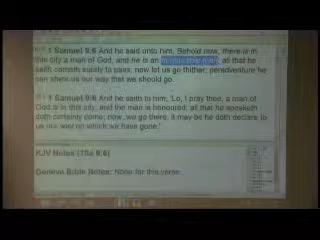 1 Samuel 9:6 And he said unto him, Behold now, there is in
this city a man of God, and he is an honourable man; all that he
saith cometh surely to pass: now let us go thither; peradventure he
can shew us our way that we should go.
1 Samuel 9:6 And he saith to him, 'Lo, I pray thee, a man of
God is in this city, and the man is honoured; all that he speaketh
doth certainly come; now, we go there, it may be he doth declare to
us our way on which we have gone.'
KJV Notes (1Sa 9:6)
Geneva Bible Notes: None for this verse